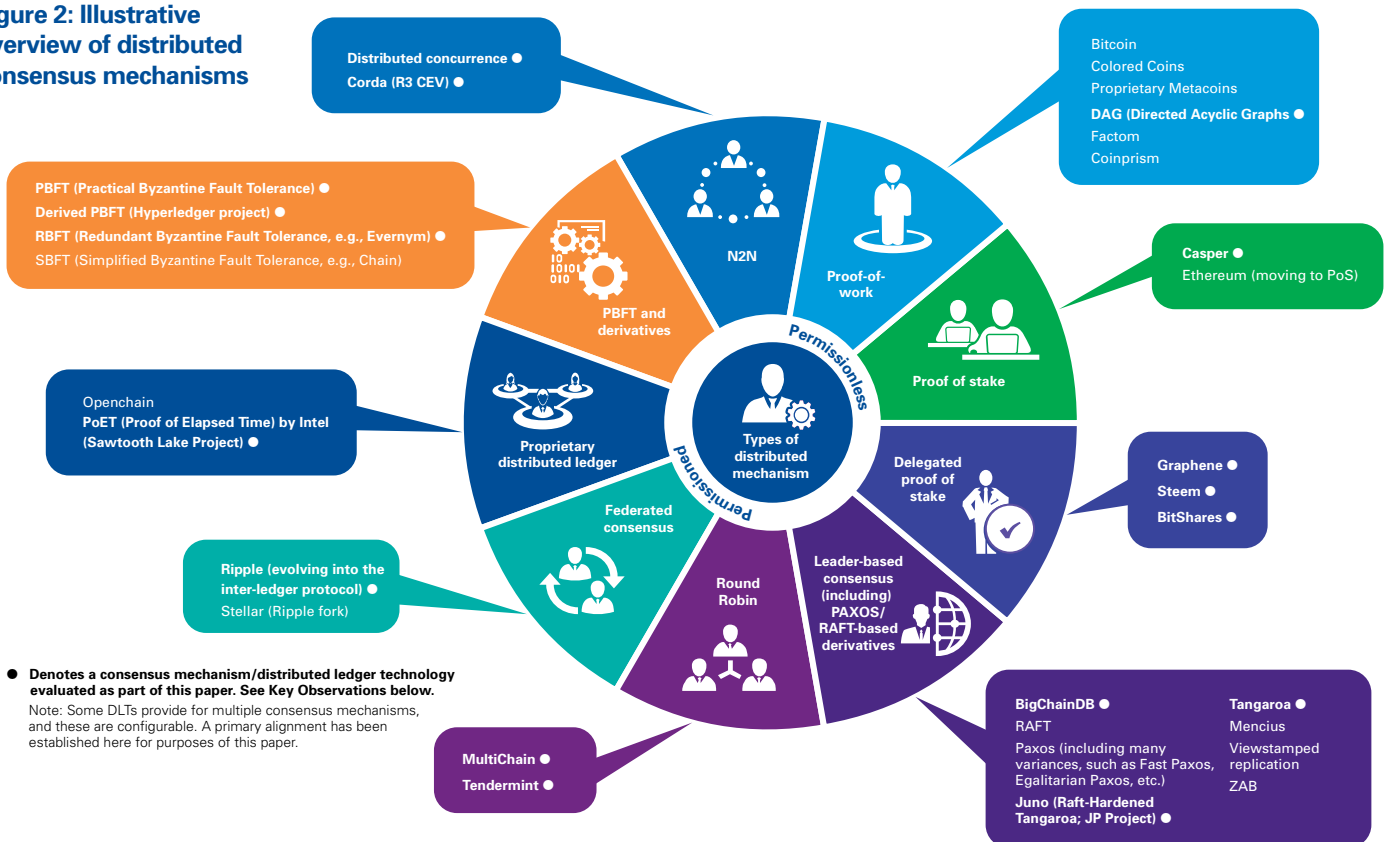 gure 2: Illustrative
verview of distributed
onsensus mechanisms
Distributed concurrence ●
Corda (R3 CEV) ●
Bitcoin
Colored Coins
Proprietary Metacoins
DAG (Directed Acyclic Graphs ●
Factom
Coinprism
PBFT (Practical Byzantine Fault Tolerance) ●
Derived PBFT (Hyperledger project) ●
RBFT (Redundant Byzantine Fault Tolerance, e.g., Evernym) ●
SBFT (Simplified Byzantine Fault Tolerance, e.g., Chain)
Casper ●
Ethereum (moving to PoS)
Openchain
PoET (Proof of Elapsed Time) by Intel
(Sawtooth Lake Project) ●
Graphene ●
Steem ●
BitShares ●
Ripple (evolving into the
inter-ledger protocol) ●
Stellar (Ripple fork)
N2N
Proof-of-
work
10
10101
010
PBFT and
derivatives
Proof of stake
Permissionless
Types of
distributed
mechanism
Permissioned
Proprietary
distributed ledger
Delegated
proof of
stake
Federated
consensus
Round
Robin
Leader-based
consensus
(including)
PAXOS/
RAFT-based
derivatives
● Denotes a consensus mechanism/distributed ledger technology
evaluated as part of this paper. See Key Observations below.
Note: Some DLTs provide for multiple consensus mechanisms,
and these are configurable. A primary alignment has been
established here for purposes of this paper.
MultiChain ●
Tendermint ●
BigChainDB ●
RAFT
Paxos (including many
variances, such as Fast Paxos,
Egalitarian Paxos, etc.)
Juno (Raft-Hardened
Tangaroa; JP Project) ●
Tangaroa ●
Mencius
Viewstamped
replication
ZAB